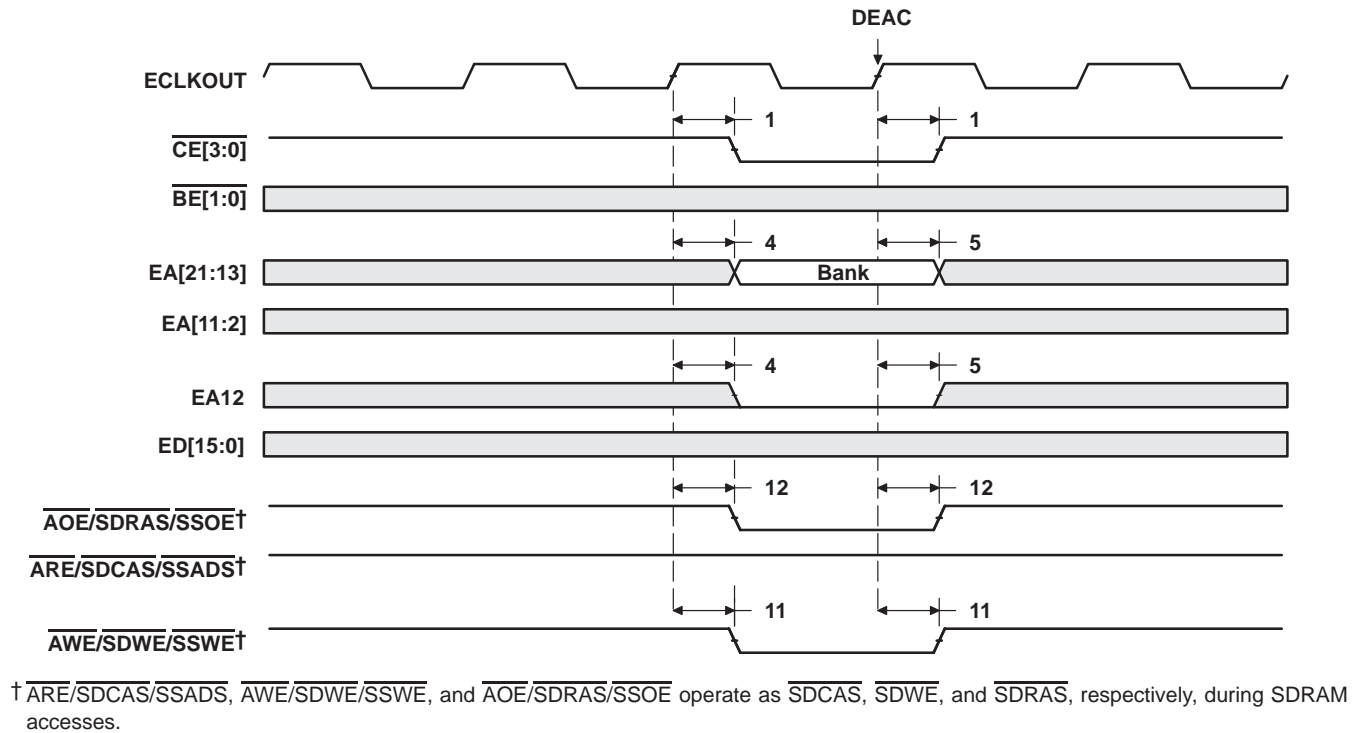 DEAC
ECLKOUT
1 1
CE[3:0]
BE[1:0]
4 5
EA[21:13] Bank
EA[11:2]
4 5
EA12
ED[15:0]
12 12
AOE/SDRAS/SSOE†
ARE/SDCAS/SSADS†
11 11
AWE/SDWE/SSWE†
† ARE/SDCAS/SSADS, AWE/SDWE/SSWE, and AOE/SDRAS/SSOE operate as SDCAS, SDWE, and SDRAS, respectively, during SDRAM
accesses.